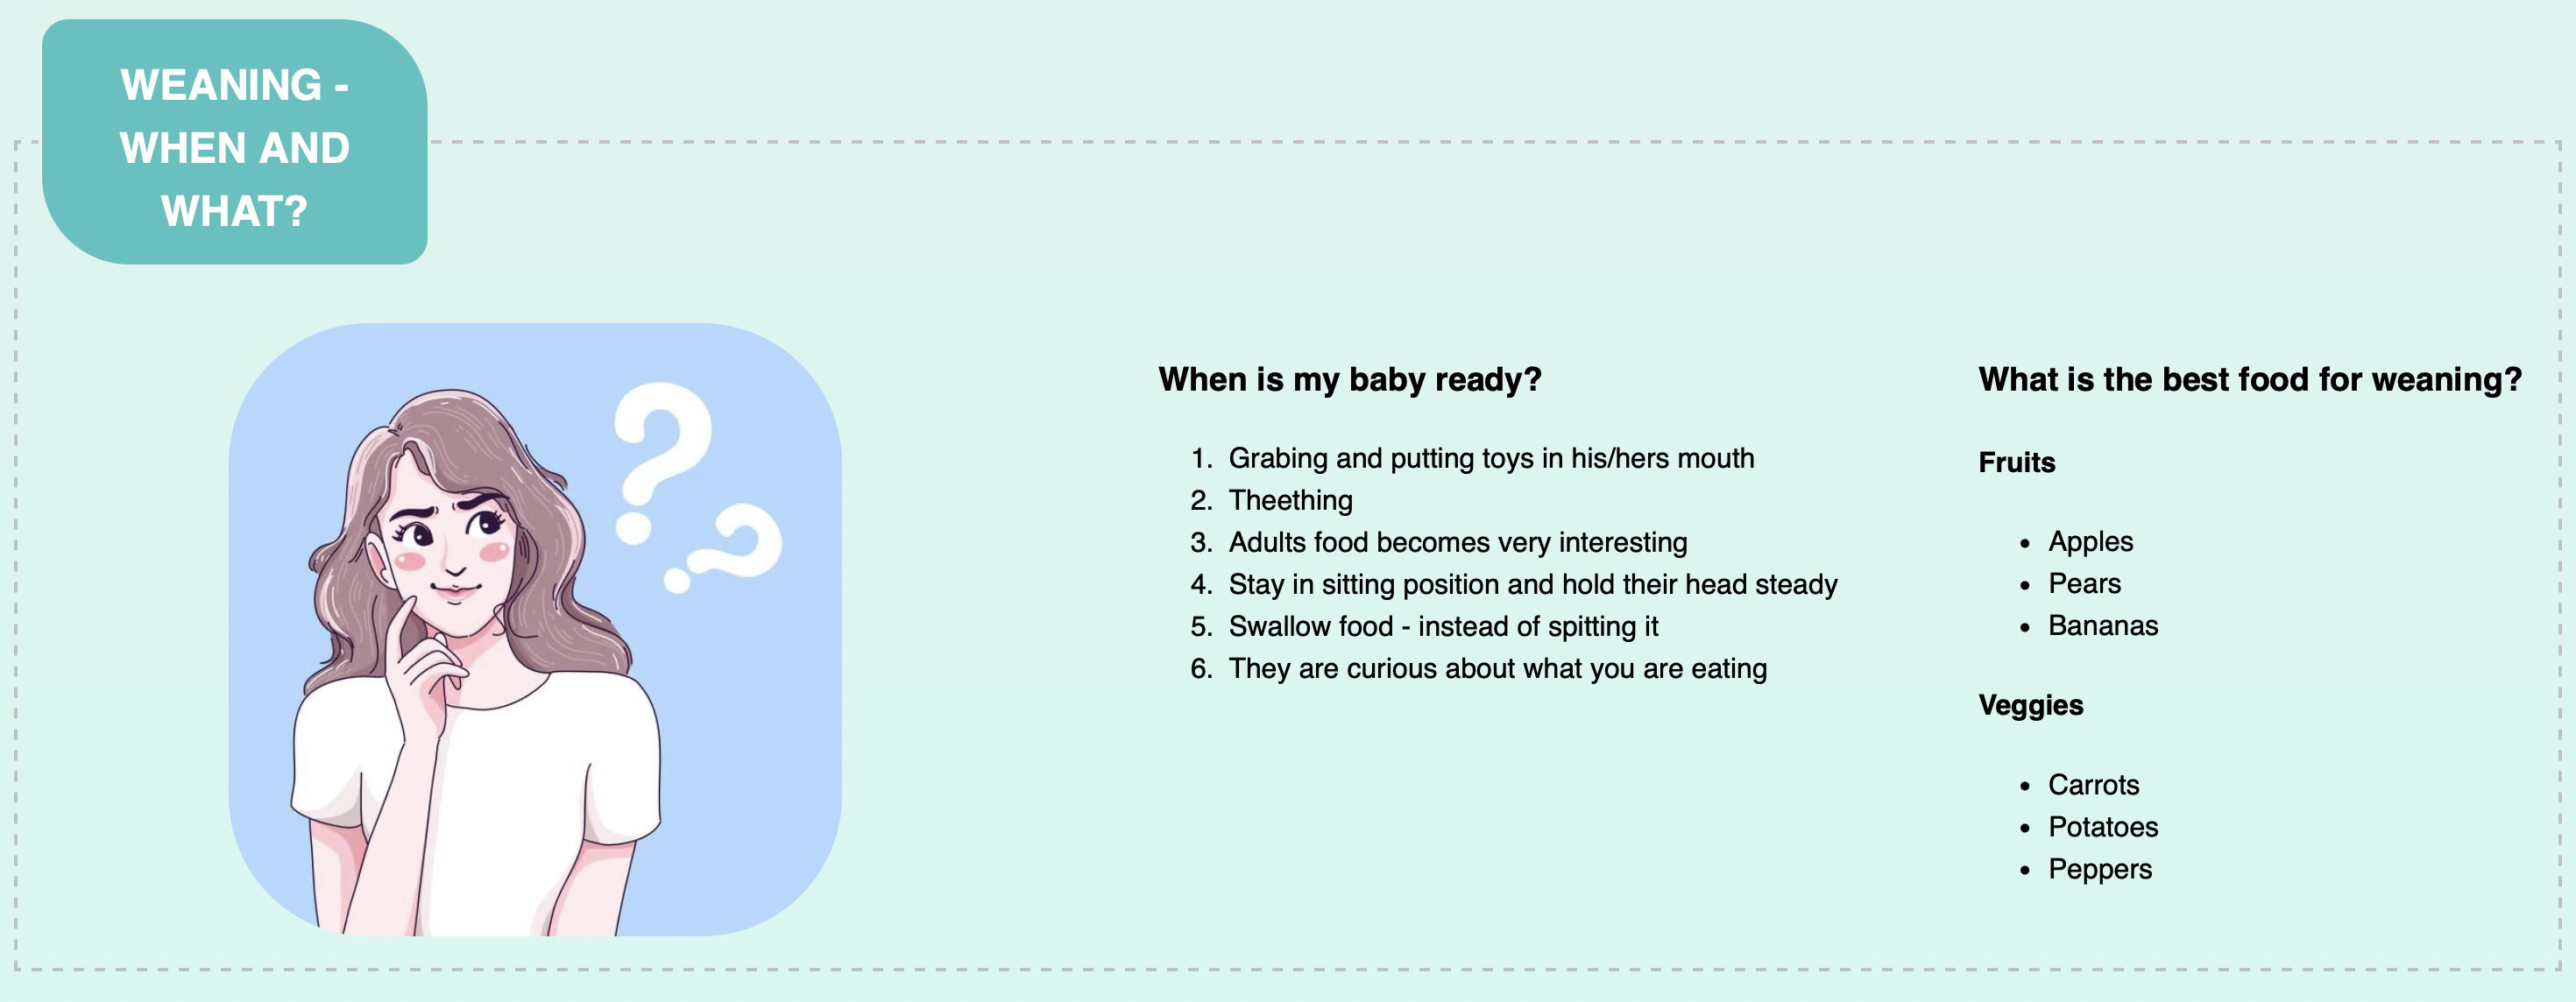 WEANING -
WHEN AND
WHAT?
When is my baby ready?
1. Grabing and putting toys in his/hers mouth
2. Theething
3. Adults food becomes very interesting
4. Stay in sitting position and hold their head steady
5. Swallow food - instead of spitting it
6. They are curious about what you are eating
What is the best food for weaning?
Fruits
• Apples
• Pears
• Bananas
Veggies
• Carrots
• Potatoes
• Peppers